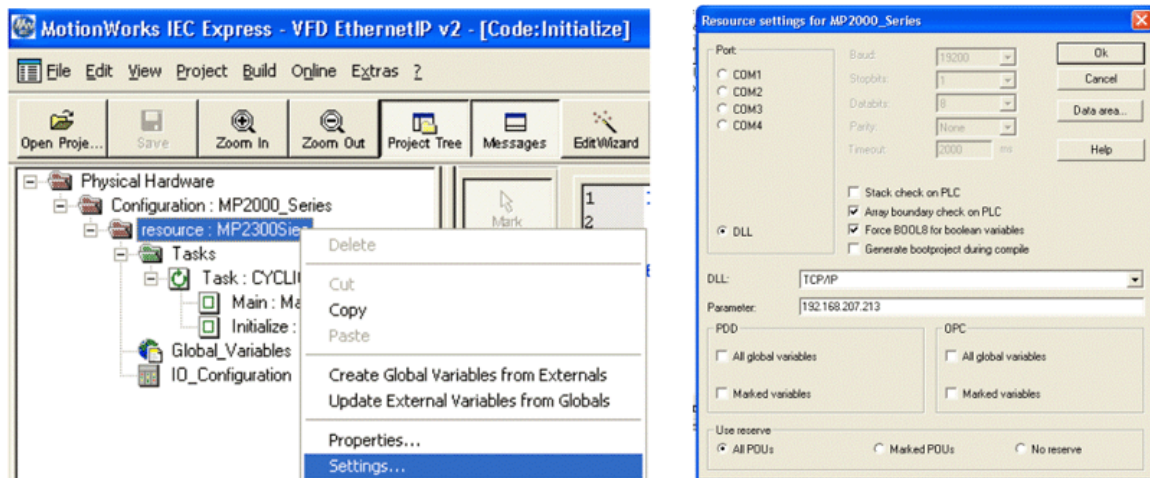 MotionWorks IEC Express - VFD EthernetIP v2 - [Code:Initialize]
File Edit View Project Build Online Extras ?
Open Proje... Save Zoom In Zoom Out Project Tree Messages Edit Wizard
Physical Hardware
Configuration : MP2000_Series
resource : MP2300Sie
Tasks
Task : CYCLI
Main : Ma
Initialize :
Global_Variables
IO_Configuration
Mark
1
2
Delete
Cut
Copy
Paste
Create Global Variables from Externals
Update External Variables from Globals
Properties...
Settings...
Resource settings for MP2000_Series
Port
COM1
COM2
COM3
COM4
DLL
Baud: 19200
Stopbits: 1
Databits: 8
Parity: None
Timeout: 2000 ms
Ok
Cancel
Data area...
Help
Stack check on PLC
Array boundary check on PLC
Force BOOL8 for boolean variables
Generate bootproject during compile
DLL: TCP/IP
Parameter: 192.168.207.213
PDD
All global variables
Marked variables
OPC
All global variables
Marked variables
Use reserve
All POUs Marked POUs No reserve